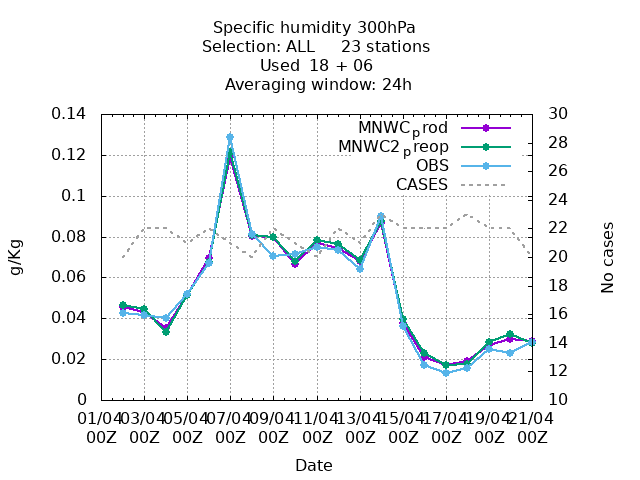 Specific humidity 300hPa
Selection: ALL 23 stations
Used 18 + 06
Averaging window: 24h
MNWC_prod
MNWC2_preop
OBS
CASES
0.14
0.12
0.1
0.08
0.06
0.04
0.02
0
g/Kg
30
28
26
24
22
20
18
16
14
12
10
No cases
01/04 03/04 05/04 07/04 09/04 11/04 13/04 15/04 17/04 19/04 21/04
00Z 00Z 00Z 00Z 00Z 00Z 00Z 00Z 00Z 00Z 00Z
Date